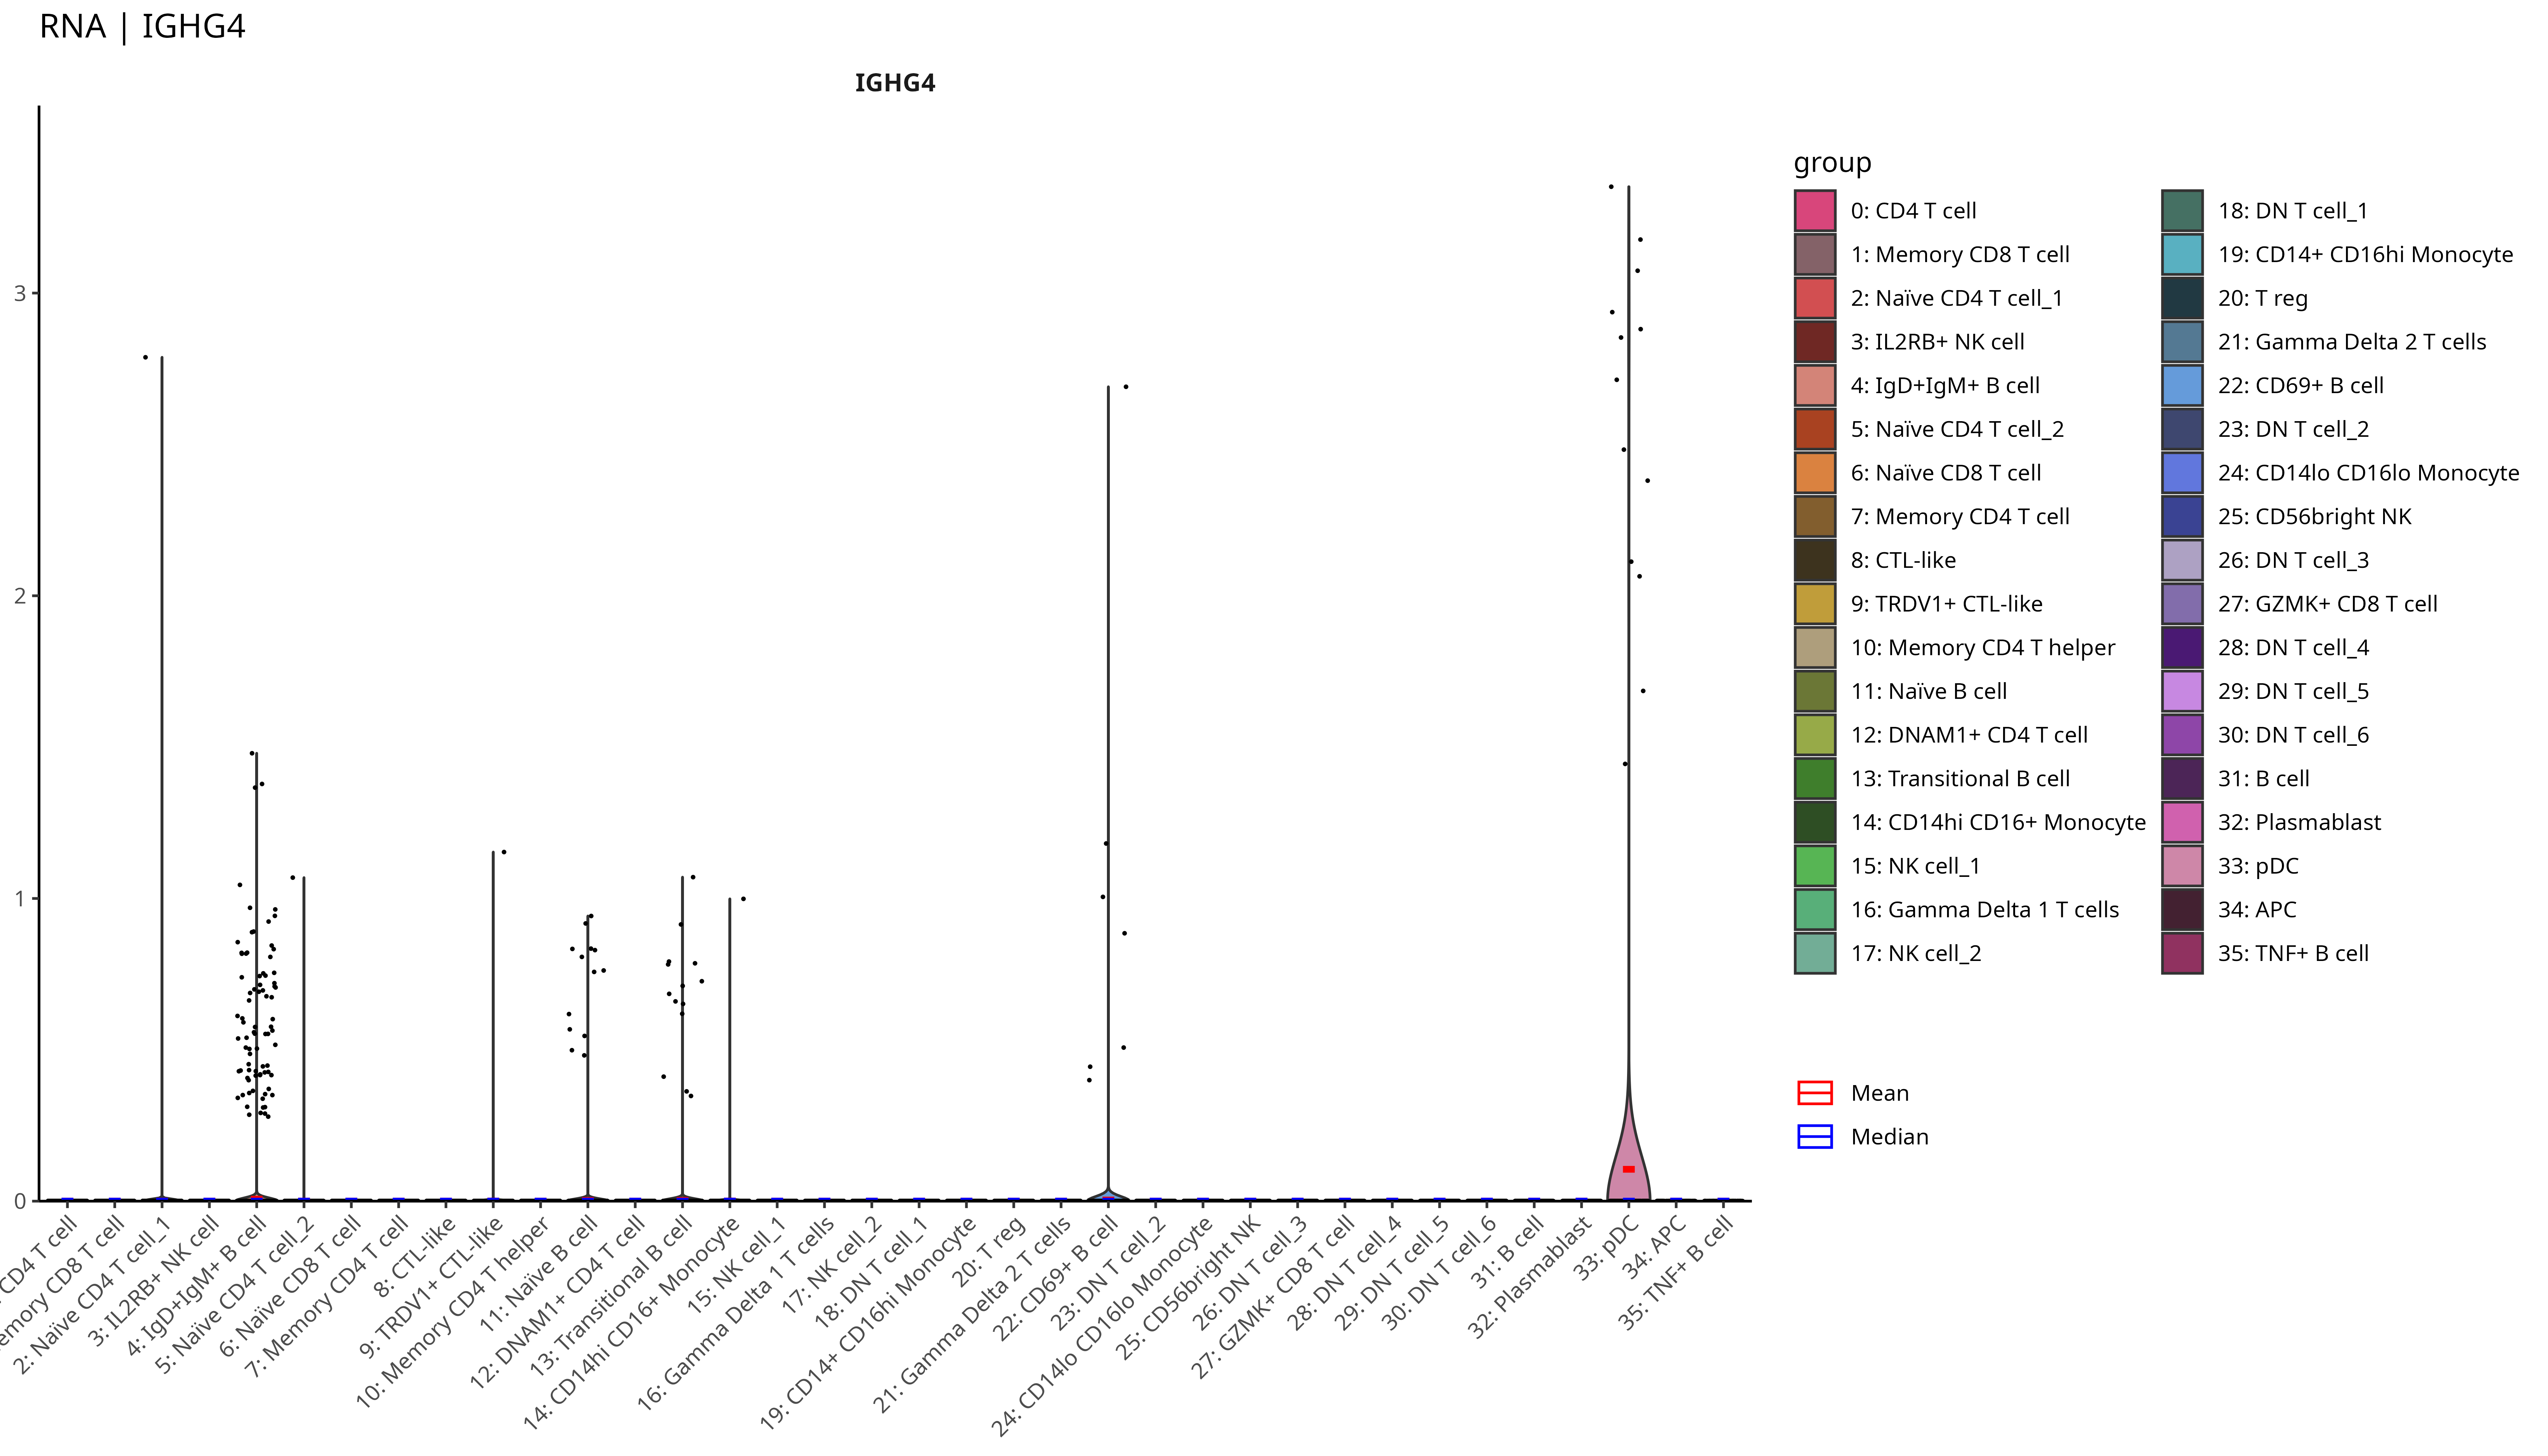 RNA | IGHG4
IGHG4
3
2
1
0
CD4 T cell
emory CD8 T cell
2: Naïve CD4 T cell_1
3: IL2RB+ NK cell
4: IgD+IgM+ B cell
5: Naïve CD4 T cell_2
6: Naïve CD8 T cell
7: Memory CD4 T cell
8: CTL-like
9: TRDV1+ CTL-like
10: Memory CD4 T helper
11: Naïve B cell
12: DNAM1+ CD4 T cell
13: Transitional B cell
14: CD14hi CD16+ Monocyte
15: NK cell_1
16: Gamma Delta 1 T cells
17: NK cell_2
18: DN T cell_1
19: CD14+ CD16hi Monocyte
20: T reg
21: Gamma Delta 2 T cells
22: CD69+ B cell
23: DN T cell_2
24: CD14lo CD16lo Monocyte
25: CD56bright NK
26: DN T cell_3
27: GZMK+ CD8 T cell
28: DN T cell_4
29: DN T cell_5
30: DN T cell_6
31: B cell
32: Plasmablast
33: pDC
34: APC
35: TNF+ B cell
group
0: CD4 T cell
1: Memory CD8 T cell
2: Naïve CD4 T cell_1
3: IL2RB+ NK cell
4: IgD+IgM+ B cell
5: Naïve CD4 T cell_2
6: Naïve CD8 T cell
7: Memory CD4 T cell
8: CTL-like
9: TRDV1+ CTL-like
10: Memory CD4 T helper
11: Naïve B cell
12: DNAM1+ CD4 T cell
13: Transitional B cell
14: CD14hi CD16+ Monocyte
15: NK cell_1
16: Gamma Delta 1 T cells
17: NK cell_2
18: DN T cell_1
19: CD14+ CD16hi Monocyte
20: T reg
21: Gamma Delta 2 T cells
22: CD69+ B cell
23: DN T cell_2
24: CD14lo CD16lo Monocyte
25: CD56bright NK
26: DN T cell_3
27: GZMK+ CD8 T cell
28: DN T cell_4
29: DN T cell_5
30: DN T cell_6
31: B cell
32: Plasmablast
33: pDC
34: APC
35: TNF+ B cell
Mean
Median